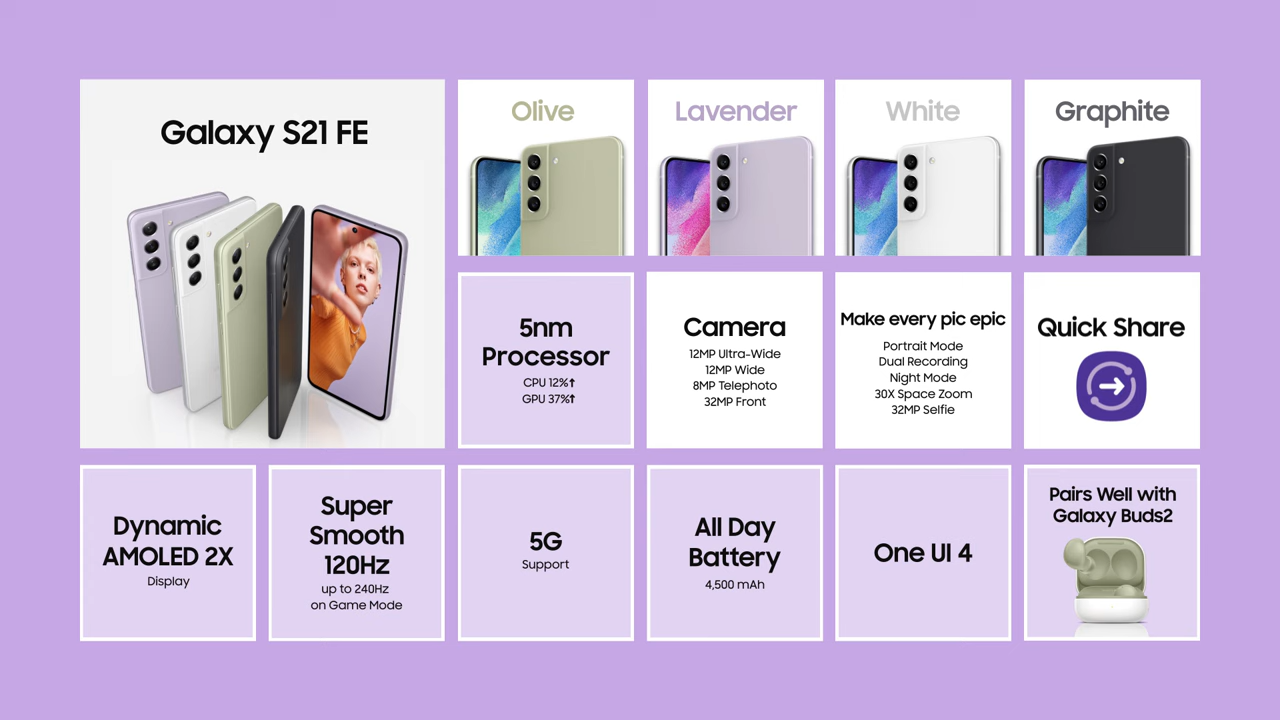 Galaxy S21 FE
Olive
Lavender
White
Graphite
5nm
Processor
CPU 12%↑
GPU 37%↑
Camera
12MP Ultra-Wide
12MP Wide
8MP Telephoto
32MP Front
Make every pic epic
Portrait Mode
Dual Recording
Night Mode
30X Space Zoom
32MP Selfie
Quick Share
Dynamic
AMOLED 2X
Display
Super
Smooth
120Hz
up to 240Hz
on Game Mode
5G
Support
All Day
Battery
4,500 mAh
One UI 4
Pairs Well with
Galaxy Buds2